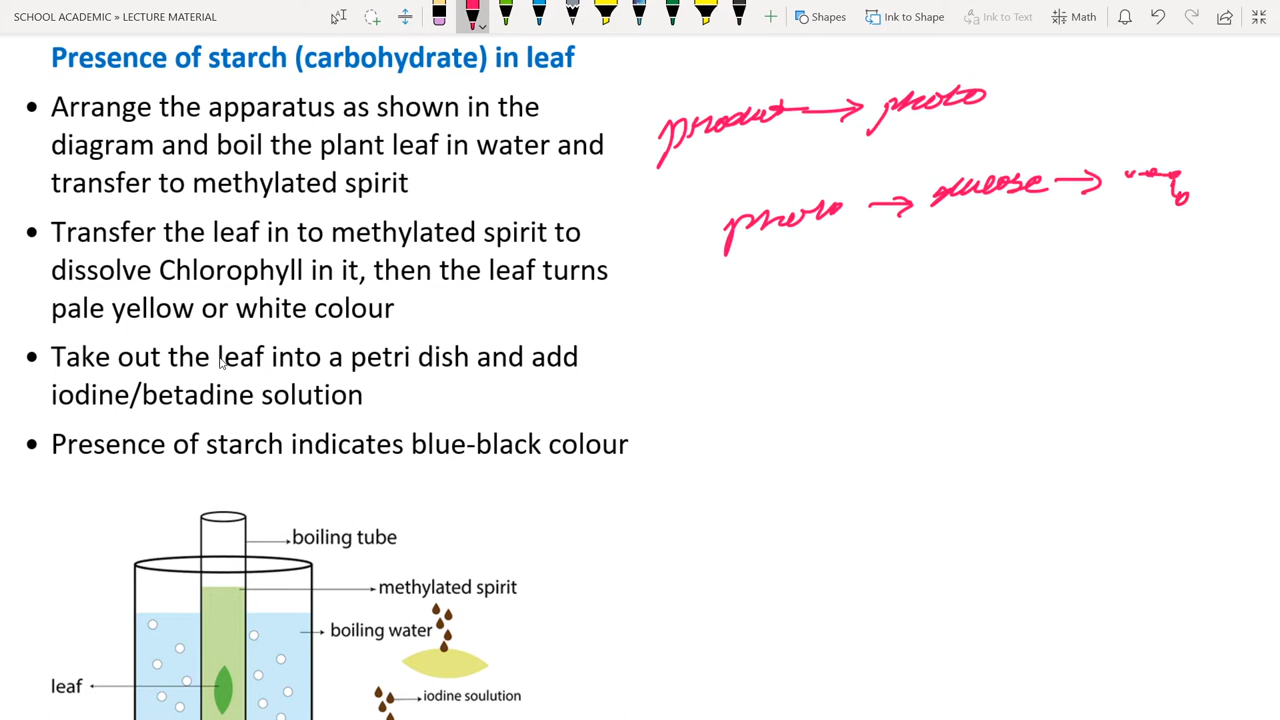 SCHOOL ACADEMIC » LECTURE MATERIAL
Shapes
Ink to Shape
Ink to Text
Math
Presence of starch (carbohydrate) in leaf
• Arrange the apparatus as shown in the
diagram and boil the plant leaf in water and
transfer to methylated spirit
• Transfer the leaf in to methylated spirit to
dissolve Chlorophyll in it, then the leaf turns
pale yellow or white colour
• Take out the leaf into a petri dish and add
iodine/betadine solution
• Presence of starch indicates blue-black colour
product → photo
photo → glucose →
boiling tube
methylated spirit
boiling water
leaf
iodine soulution